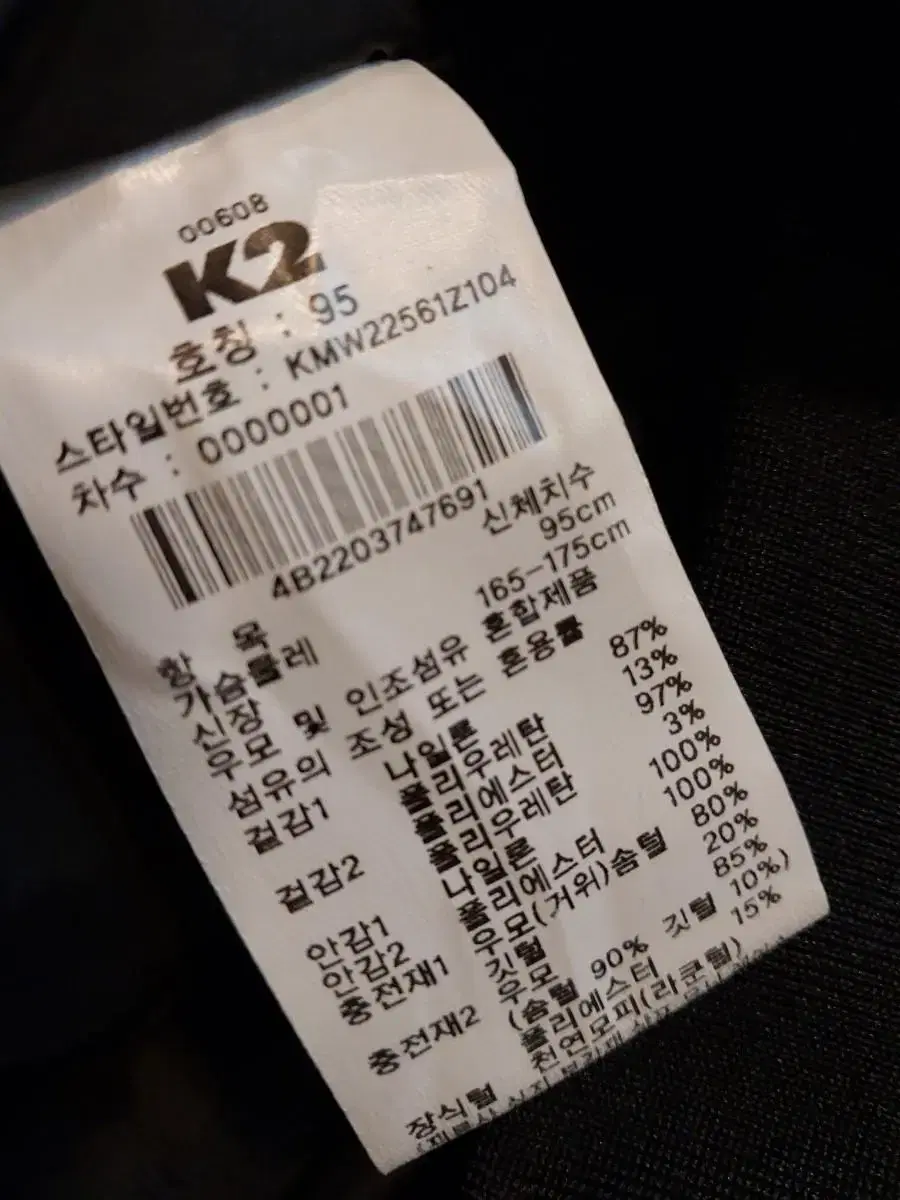 00608
K2
호칭 : 95
스타일번호 : KMW22561Z104
차수 : 0000001
4B2203747691
항 목 신체치수
가슴둘레 95cm
신장 165-175cm
우모 및 인조섬유 혼합제품
섬유의 조성 또는 혼용률
겉감1 나일론 87%
폴리우레탄 13%
겉감2 폴리에스터 97%
폴리우레탄 3%
안감1 나일론 100%
안감2 폴리에스터 100%
충전재1 우모(거위)솜털 80%
깃털 20%
충전재2 우모 85%
(솜털 90% 깃털 10%)
폴리에스터 15%
장식털 천연모피(라쿤털)